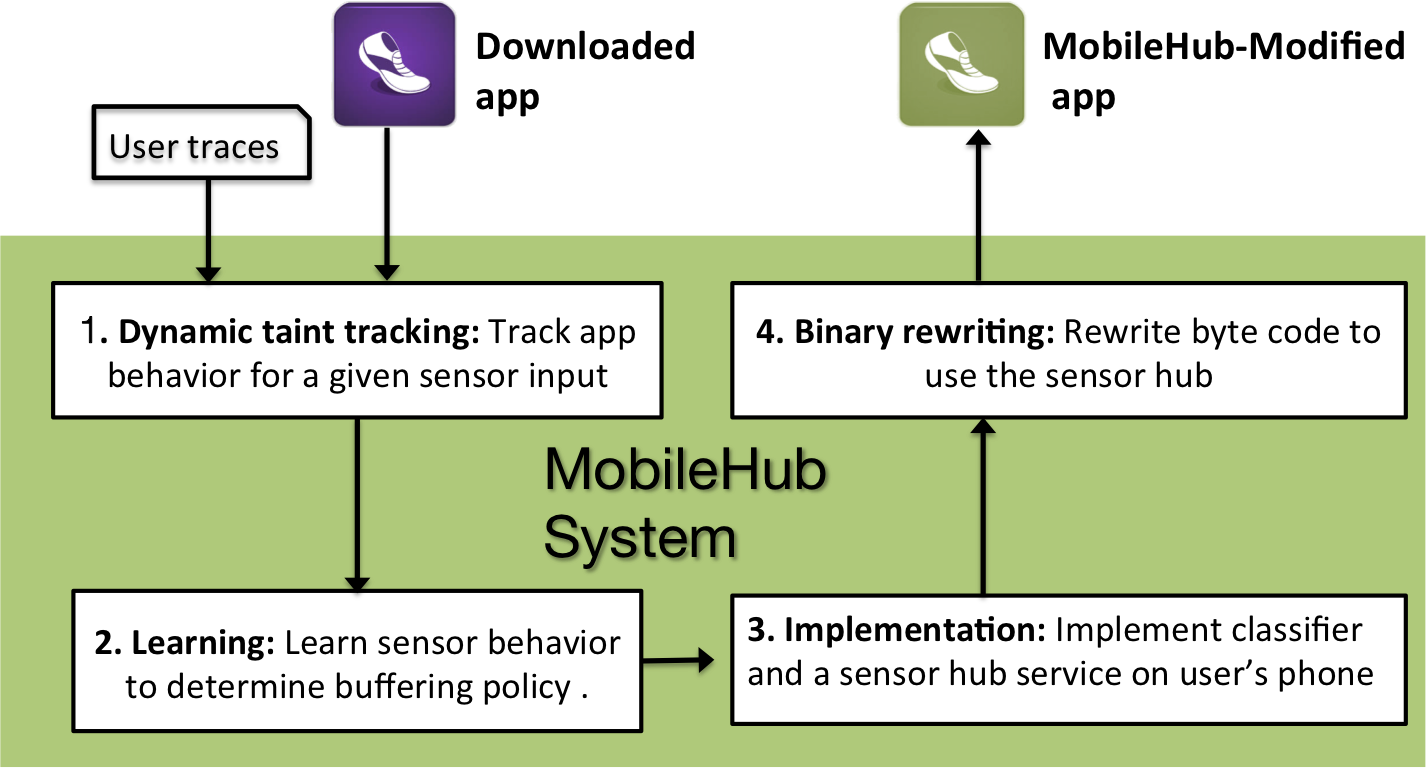 Downloaded
app
MobileHub-Modified
app
User traces
1. Dynamic taint tracking: Track app
behavior for a given sensor input
4. Binary rewriting: Rewrite byte code to
use the sensor hub
MobileHub
System
2. Learning: Learn sensor behavior
to determine buffering policy .
3. Implementation: Implement classifier
and a sensor hub service on user’s phone